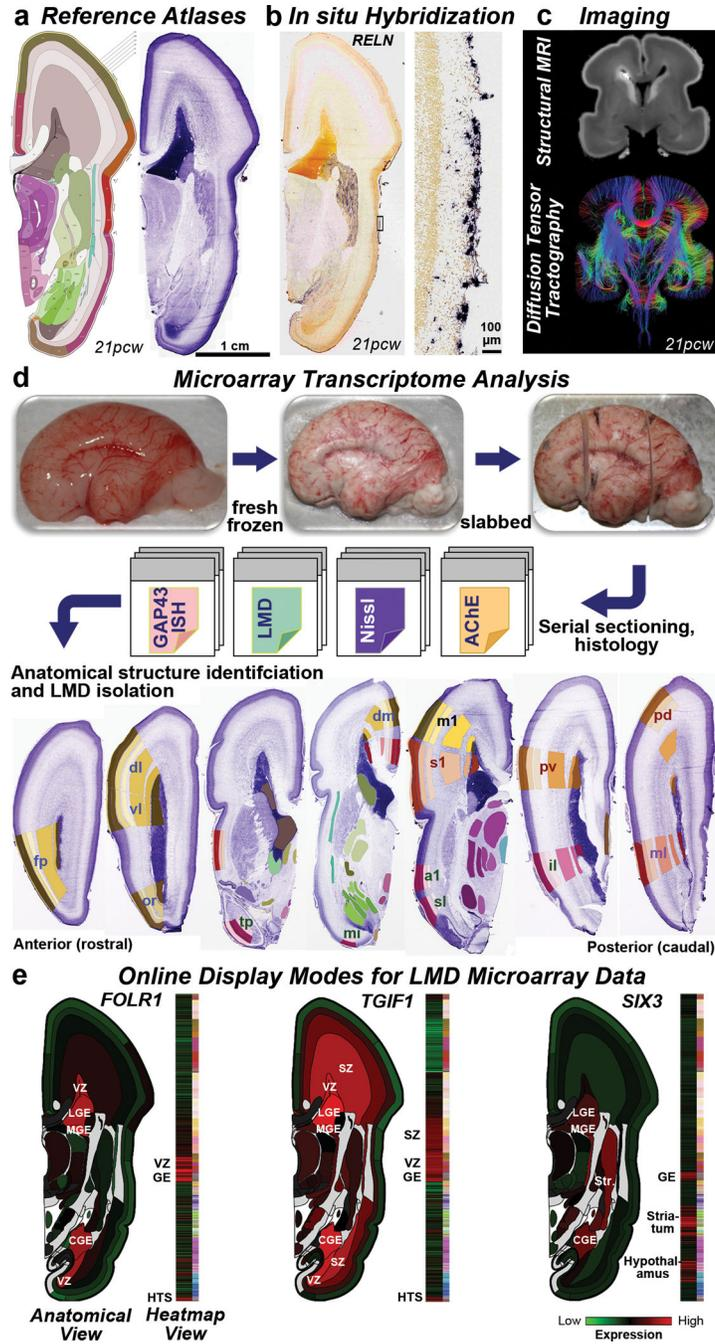 a Reference Atlases
b In situ Hybridization
c Imaging
RELN
Structural MRI
Diffusion Tensor
Tractography
21pcw
1 cm
21pcw
100
µm
21pcw
d Microarray Transcriptome Analysis
fresh
frozen
slabbed
GAP43
ISH
LMD
Nissl
AChE
Serial sectioning,
histology
Anatomical structure identifciation
and LMD isolation
fp
dl
vl
or
tp
dm
mi
m1
s1
a1
sl
pv
il
pd
ml
Anterior (rostral)
Posterior (caudal)
e Online Display Modes for LMD Microarray Data
FOLR1
TGIF1
SIX3
VZ
LGE
MGE
CGE
VZ
VZ
GE
HTS
SZ
VZ
LGE
MGE
CGE
SZ
VZ
SZ
VZ
GE
HTS
LGE
MGE
Str.
CGE
GE
Stria-
tum
Hypothal-
amus
Anatomical
View
Heatmap
View
Low
High
Expression